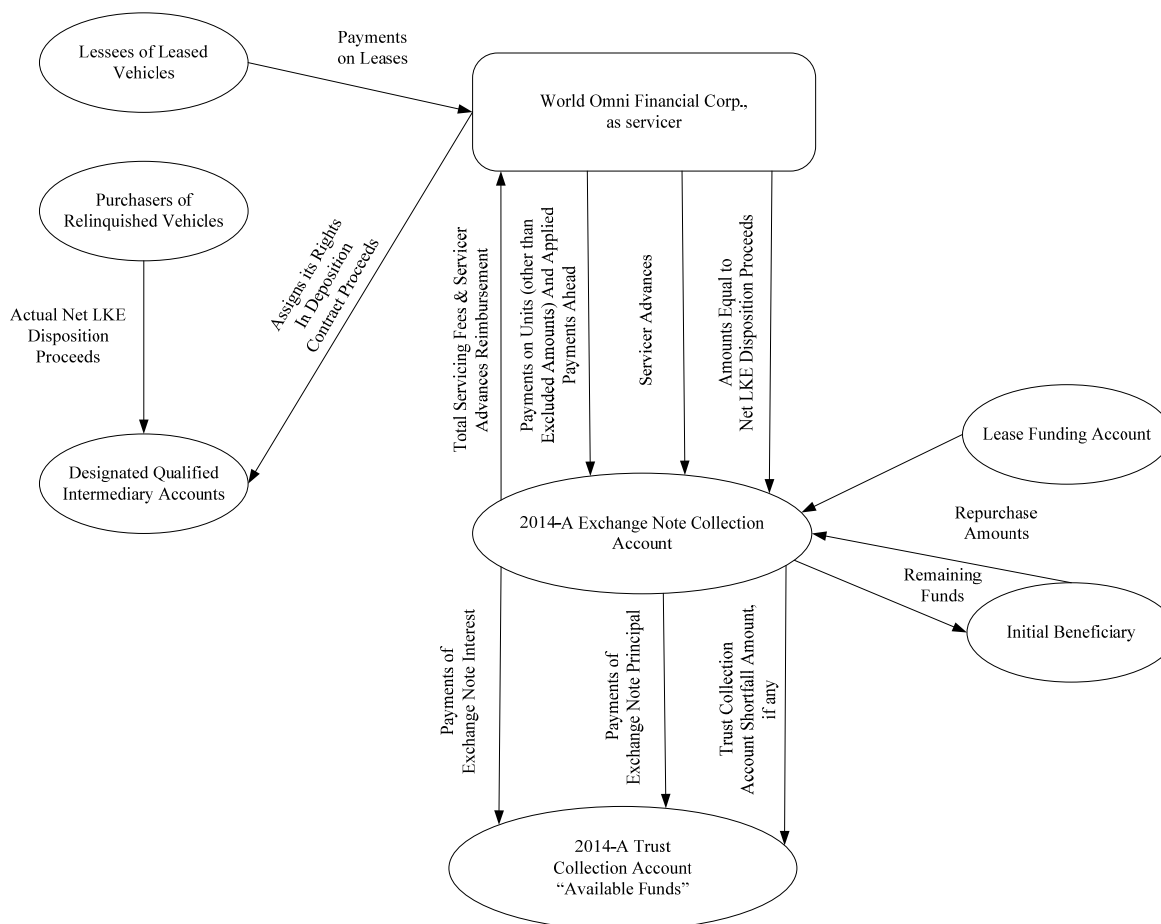 Lessees of Leased
Vehicles
Payments
on Leases
World Omni Financial Corp.,
as servicer
Purchasers of
Relinquished Vehicles
Actual Net LKE
Disposition
Proceeds
Assigns its Rights
In Deposition
Contract Proceeds
Designated Qualified
Intermediary Accounts
Total Servicing Fees & Servicer
Advances Reimbursement
Payments on Units (other than
Excluded Amounts) And Applied
Payments Ahead
Servicer Advances
Amounts Equal to
Net LKE Disposition Proceeds
Lease Funding Account
2014-A Exchange Note Collection
Account
Repurchase
Amounts
Remaining
Funds
Initial Beneficiary
Payments of
Exchange Note Interest
Payments of
Exchange Note Principal
Trust Collection
Account Shortfall Amount,
if any
2014-A Trust
Collection Account
“Available Funds”